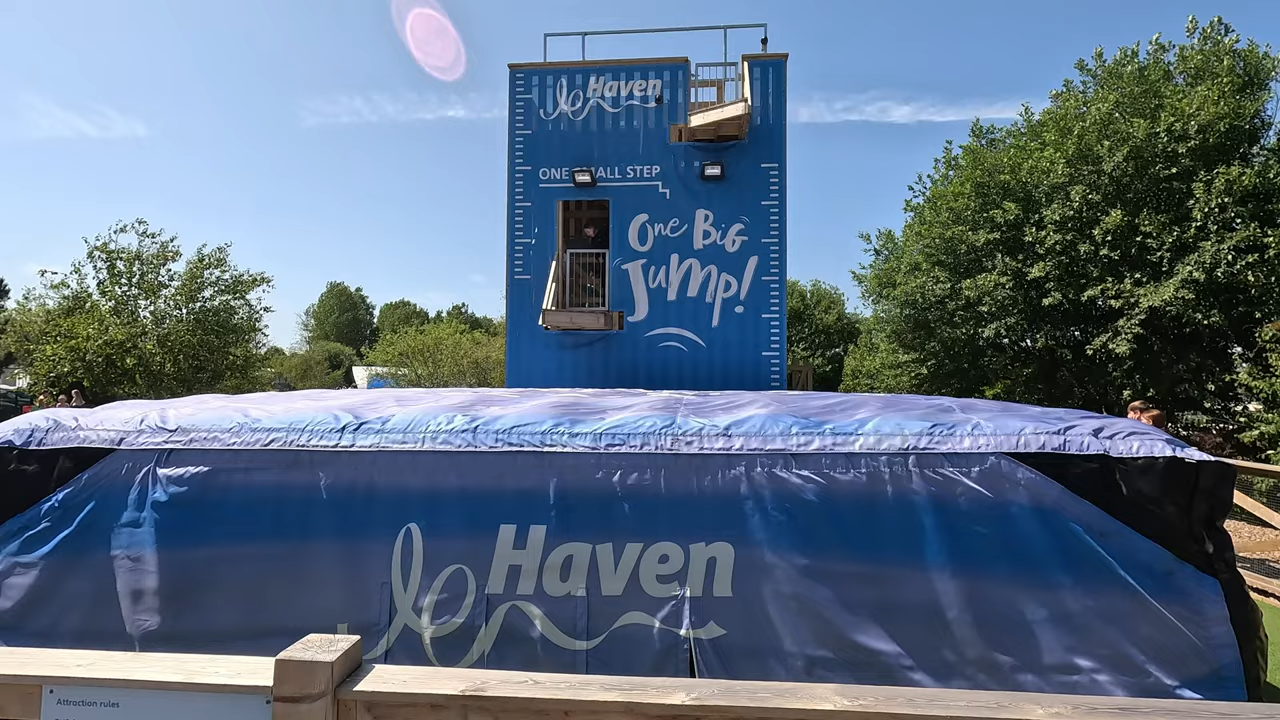 Haven
ONE SMALL STEP
One Big
Jump!
Haven
Attraction rules